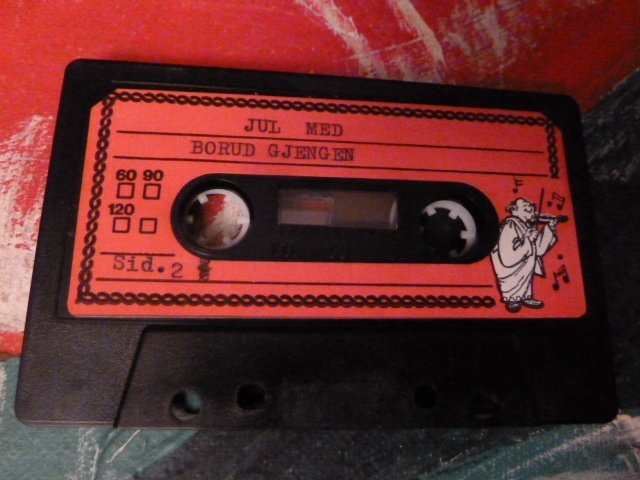 JUL MED
BORUD GJENGEN
60 90
120
Sid.2